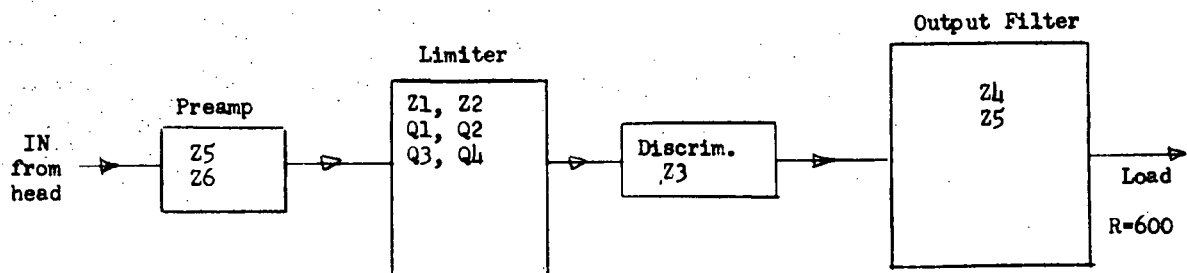 IN
from
head
Preamp
Z5
Z6
Limiter
Z1, Z2
Q1, Q2
Q3, Q4
Discrim.
Z3
Output Filter
Z4
Z5
Load
R=600